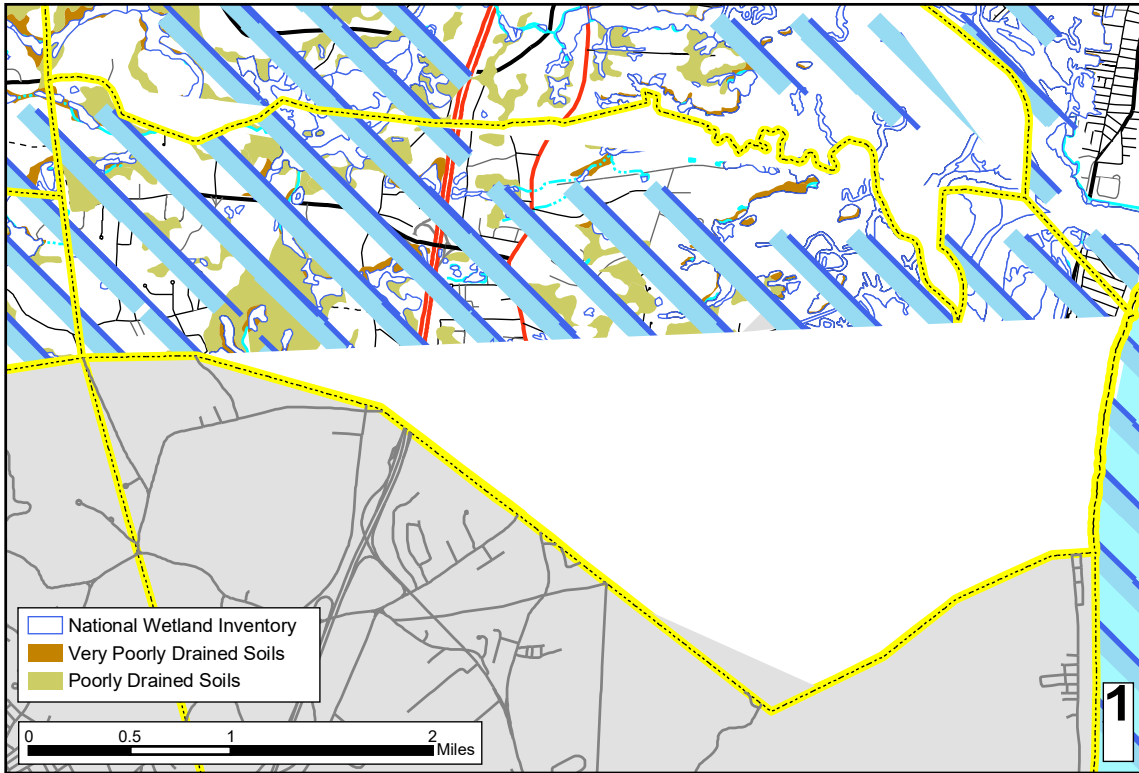 National Wetland Inventory
Very Poorly Drained Soils
Poorly Drained Soils
0 0.5 1 2
Miles
1